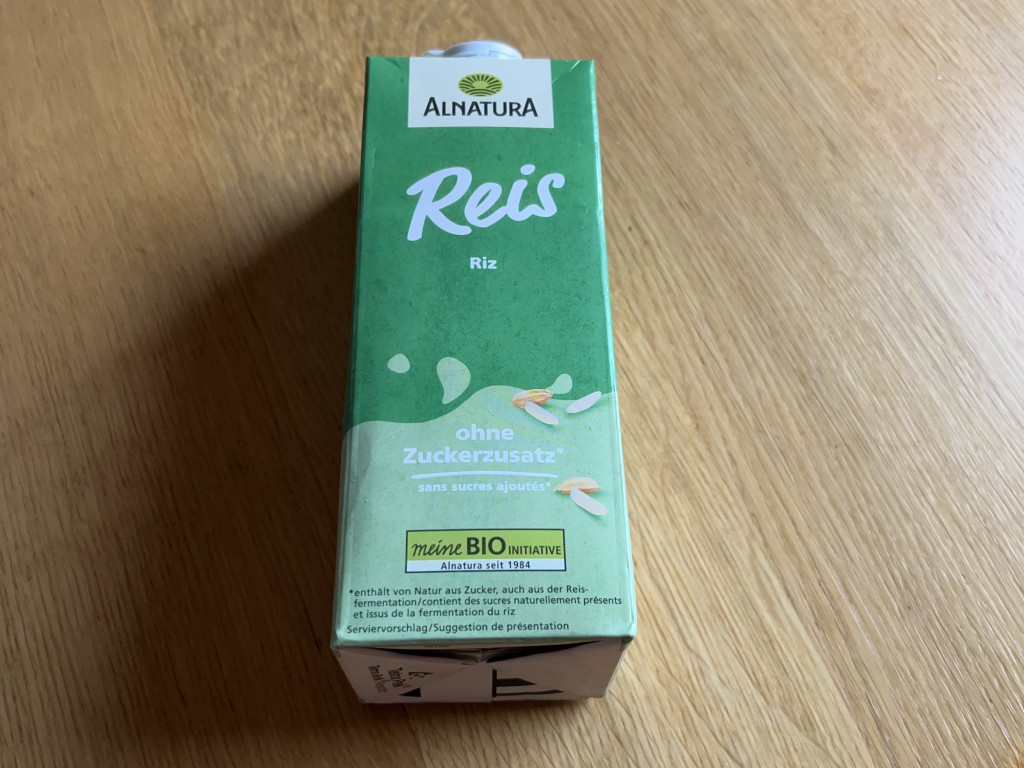 ALNATURA
Reis
Riz
ohne
Zuckerzusatz*
sans sucres ajoutés*
meine BIO INITIATIVE
Alnatura seit 1984
*enthält von Natur aus Zucker, auch aus der Reis-
fermentation/contient des sucres naturellement présents
et issus de la fermentation du riz
Serviervorschlag/Suggestion de présentation
Tetra Pak